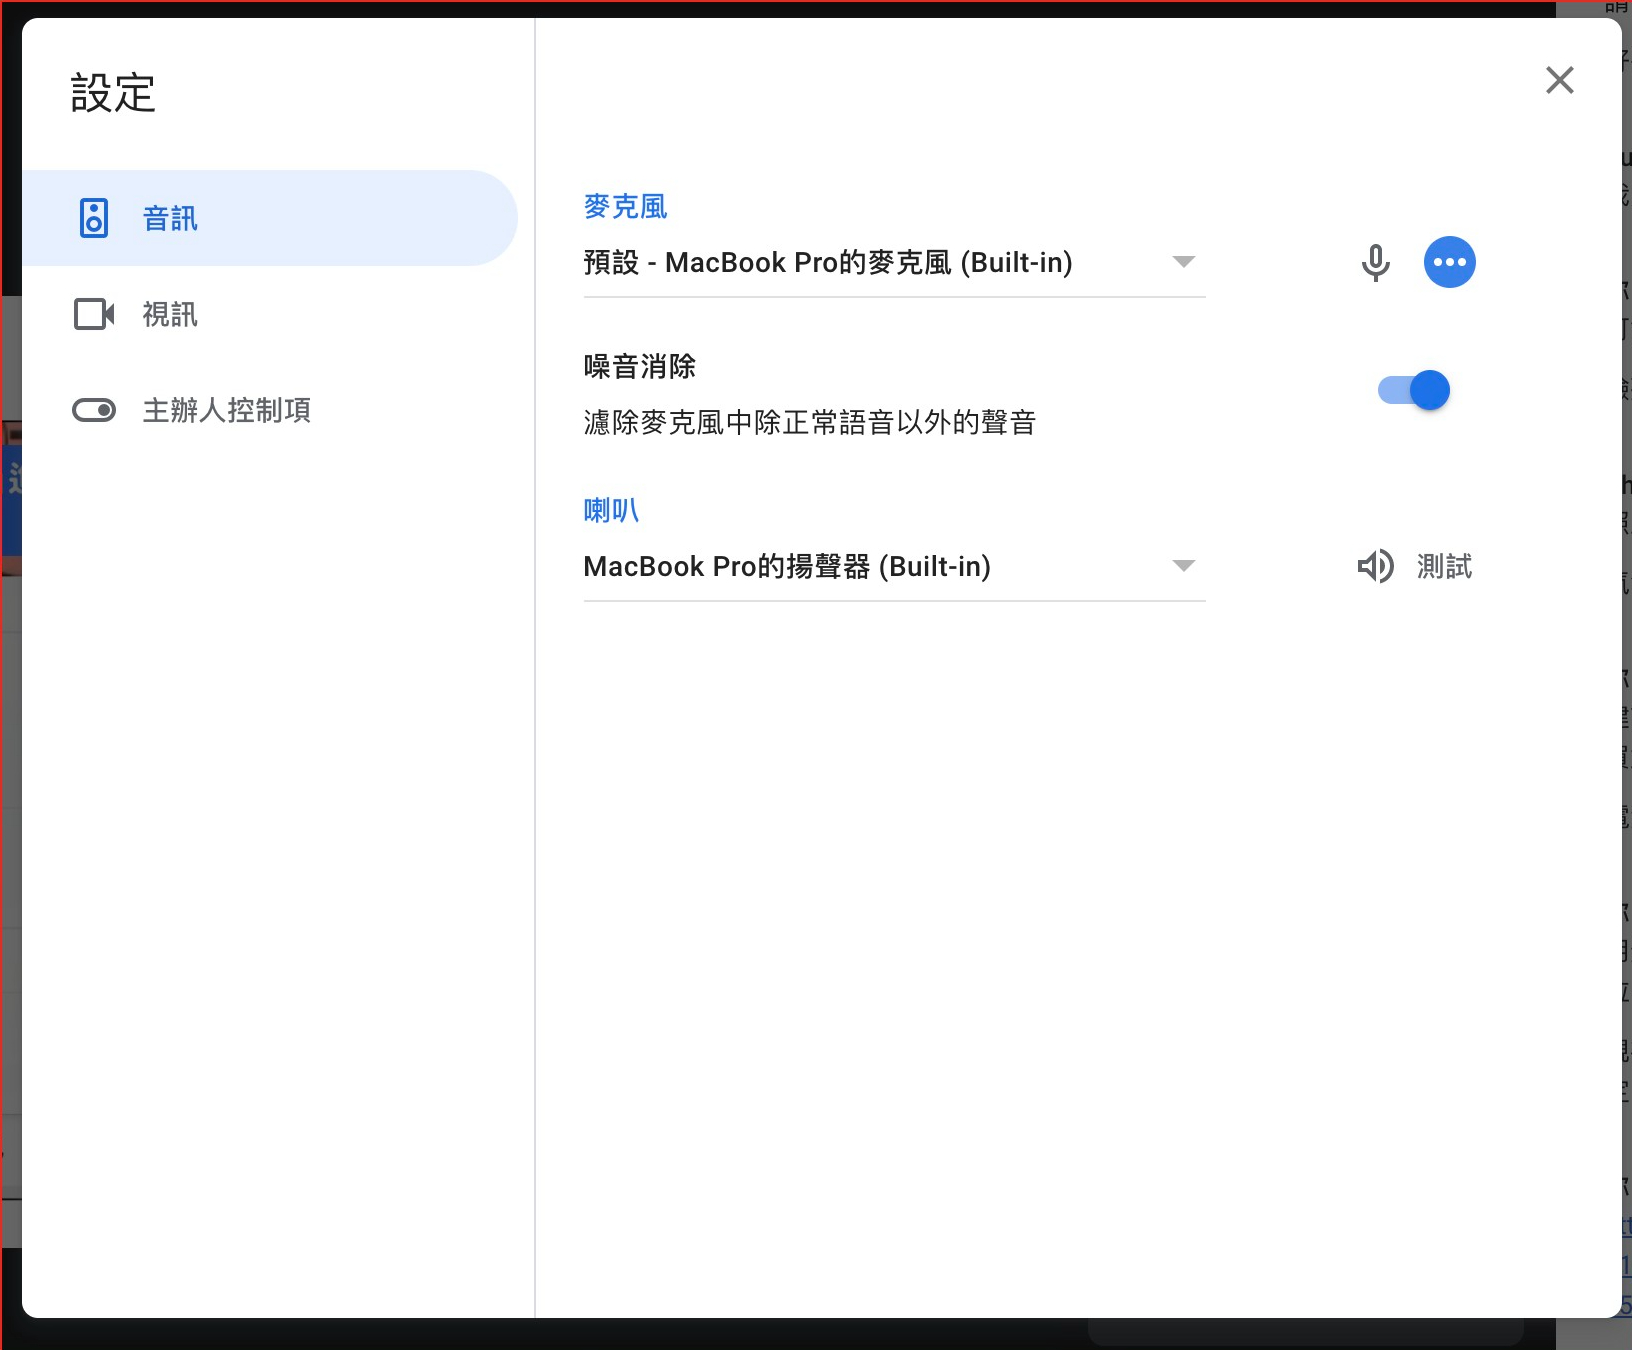 設定
音訊
視訊
主辦人控制項
麥克風
預設 - MacBook Pro的麥克風 (Built-in)
噪音消除
濾除麥克風中除正常語音以外的聲音
喇叭
MacBook Pro的揚聲器 (Built-in)
測試